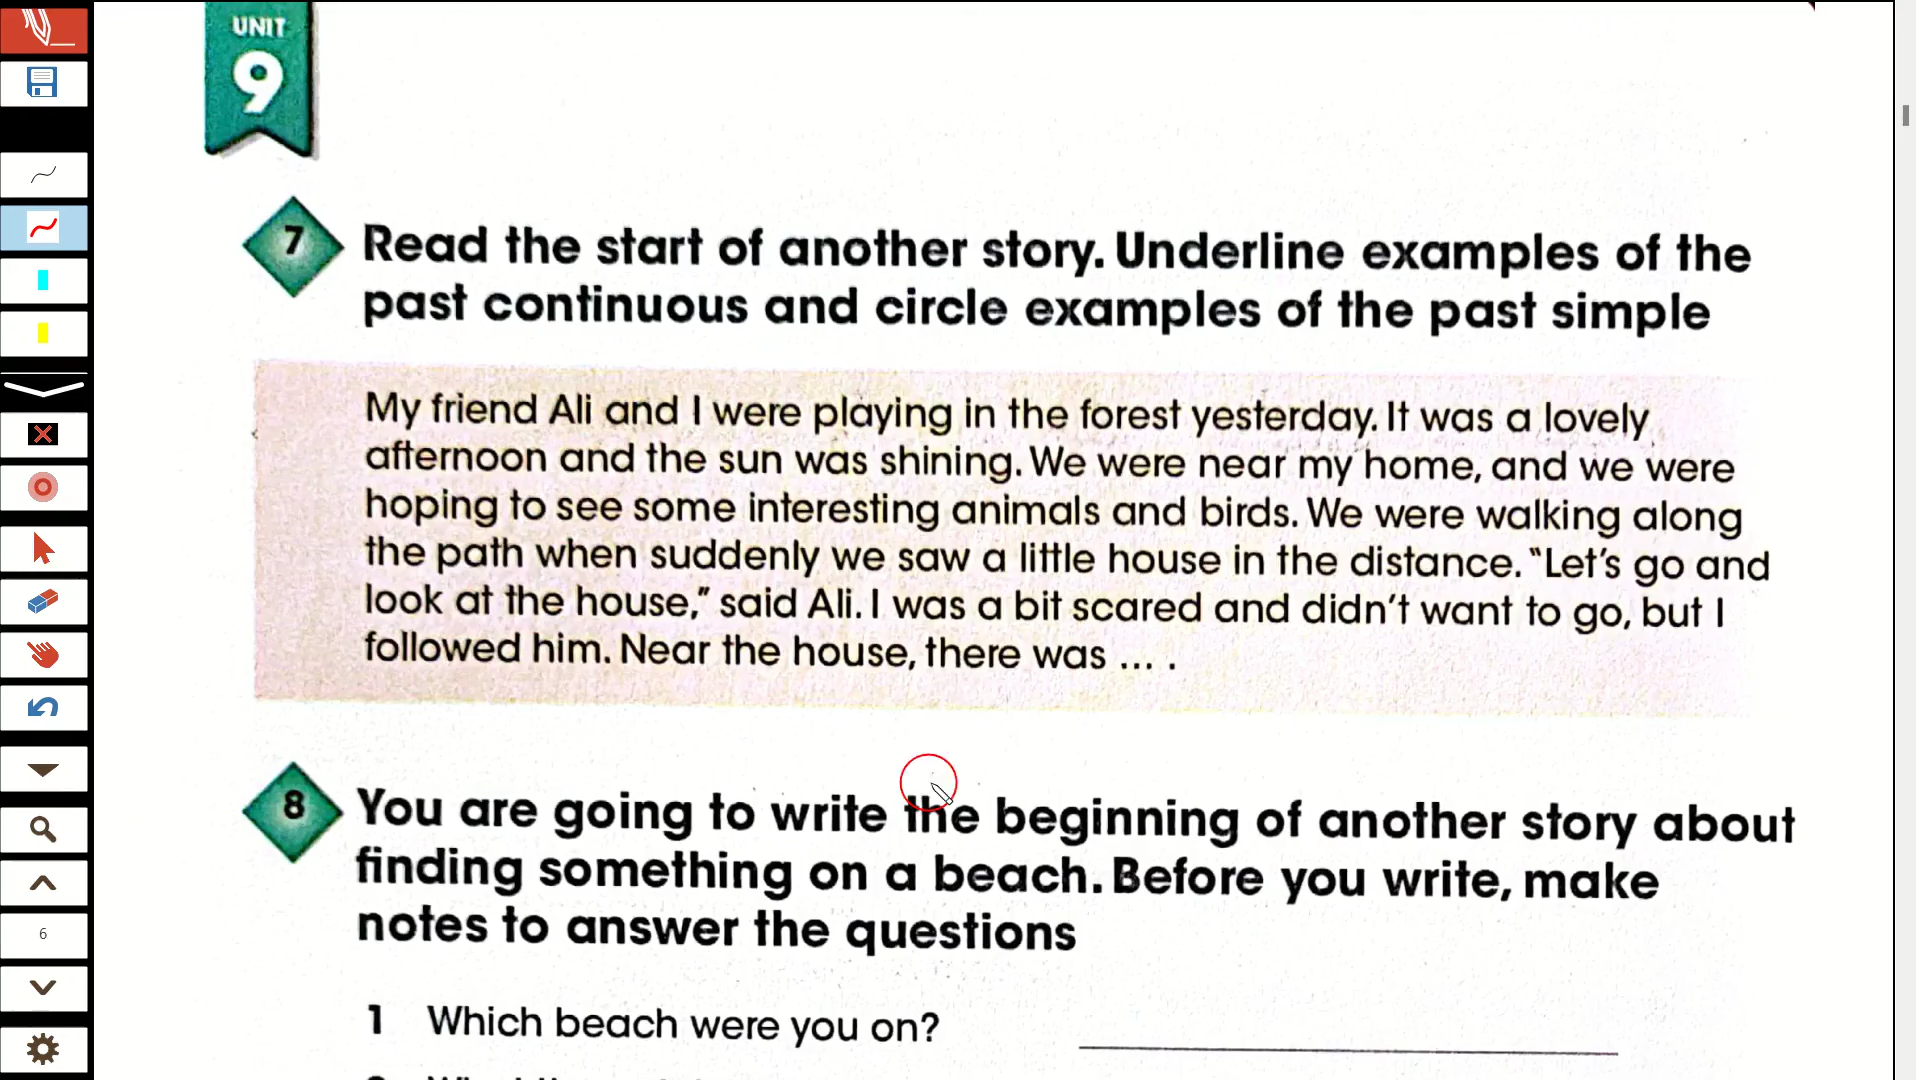 UNIT
9
7 Read the start of another story. Underline examples of the
past continuous and circle examples of the past simple
My friend Ali and I were playing in the forest yesterday. It was a lovely
afternoon and the sun was shining. We were near my home, and we were
hoping to see some interesting animals and birds. We were walking along
the path when suddenly we saw a little house in the distance. “Let’s go and
look at the house,” said Ali. I was a bit scared and didn’t want to go, but I
followed him. Near the house, there was ... .
8 You are going to write the beginning of another story about
finding something on a beach. Before you write, make
notes to answer the questions
6
1 Which beach were you on?